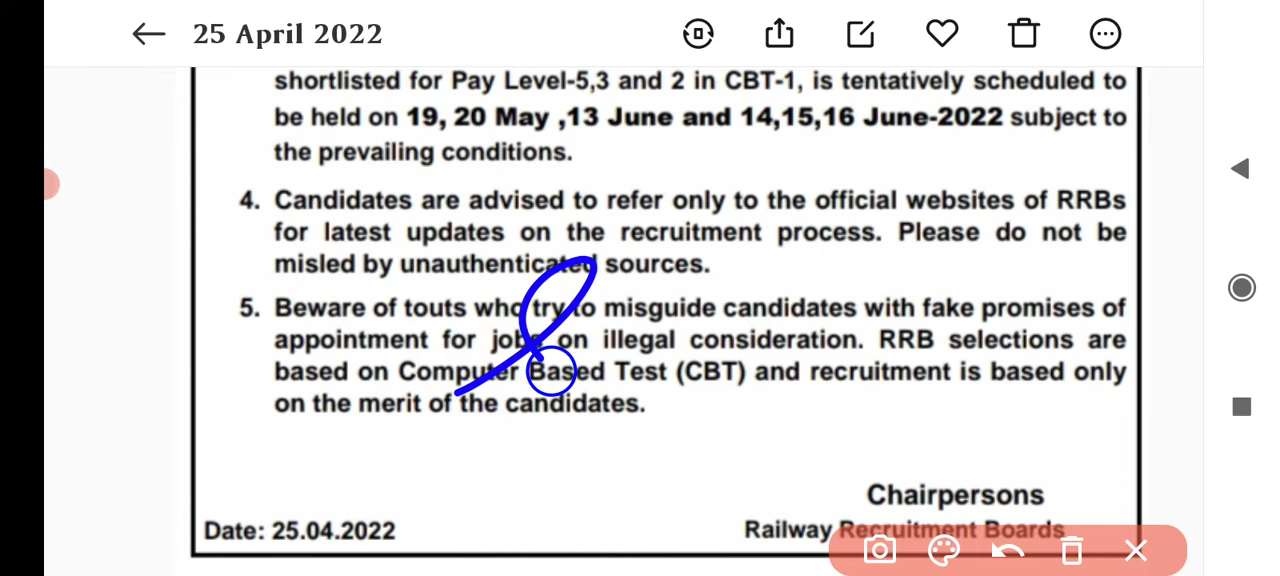 25 April 2022
shortlisted for Pay Level-5,3 and 2 in CBT-1, is tentatively scheduled to
be held on 19, 20 May ,13 June and 14,15,16 June-2022 subject to
the prevailing conditions.
4. Candidates are advised to refer only to the official websites of RRBs
for latest updates on the recruitment process. Please do not be
misled by unauthenticated sources.
5. Beware of touts who try to misguide candidates with fake promises of
appointment for jobs on illegal consideration. RRB selections are
based on Computer Based Test (CBT) and recruitment is based only
on the merit of the candidates.
Chairpersons
Date: 25.04.2022 Railway Recruitment Boards